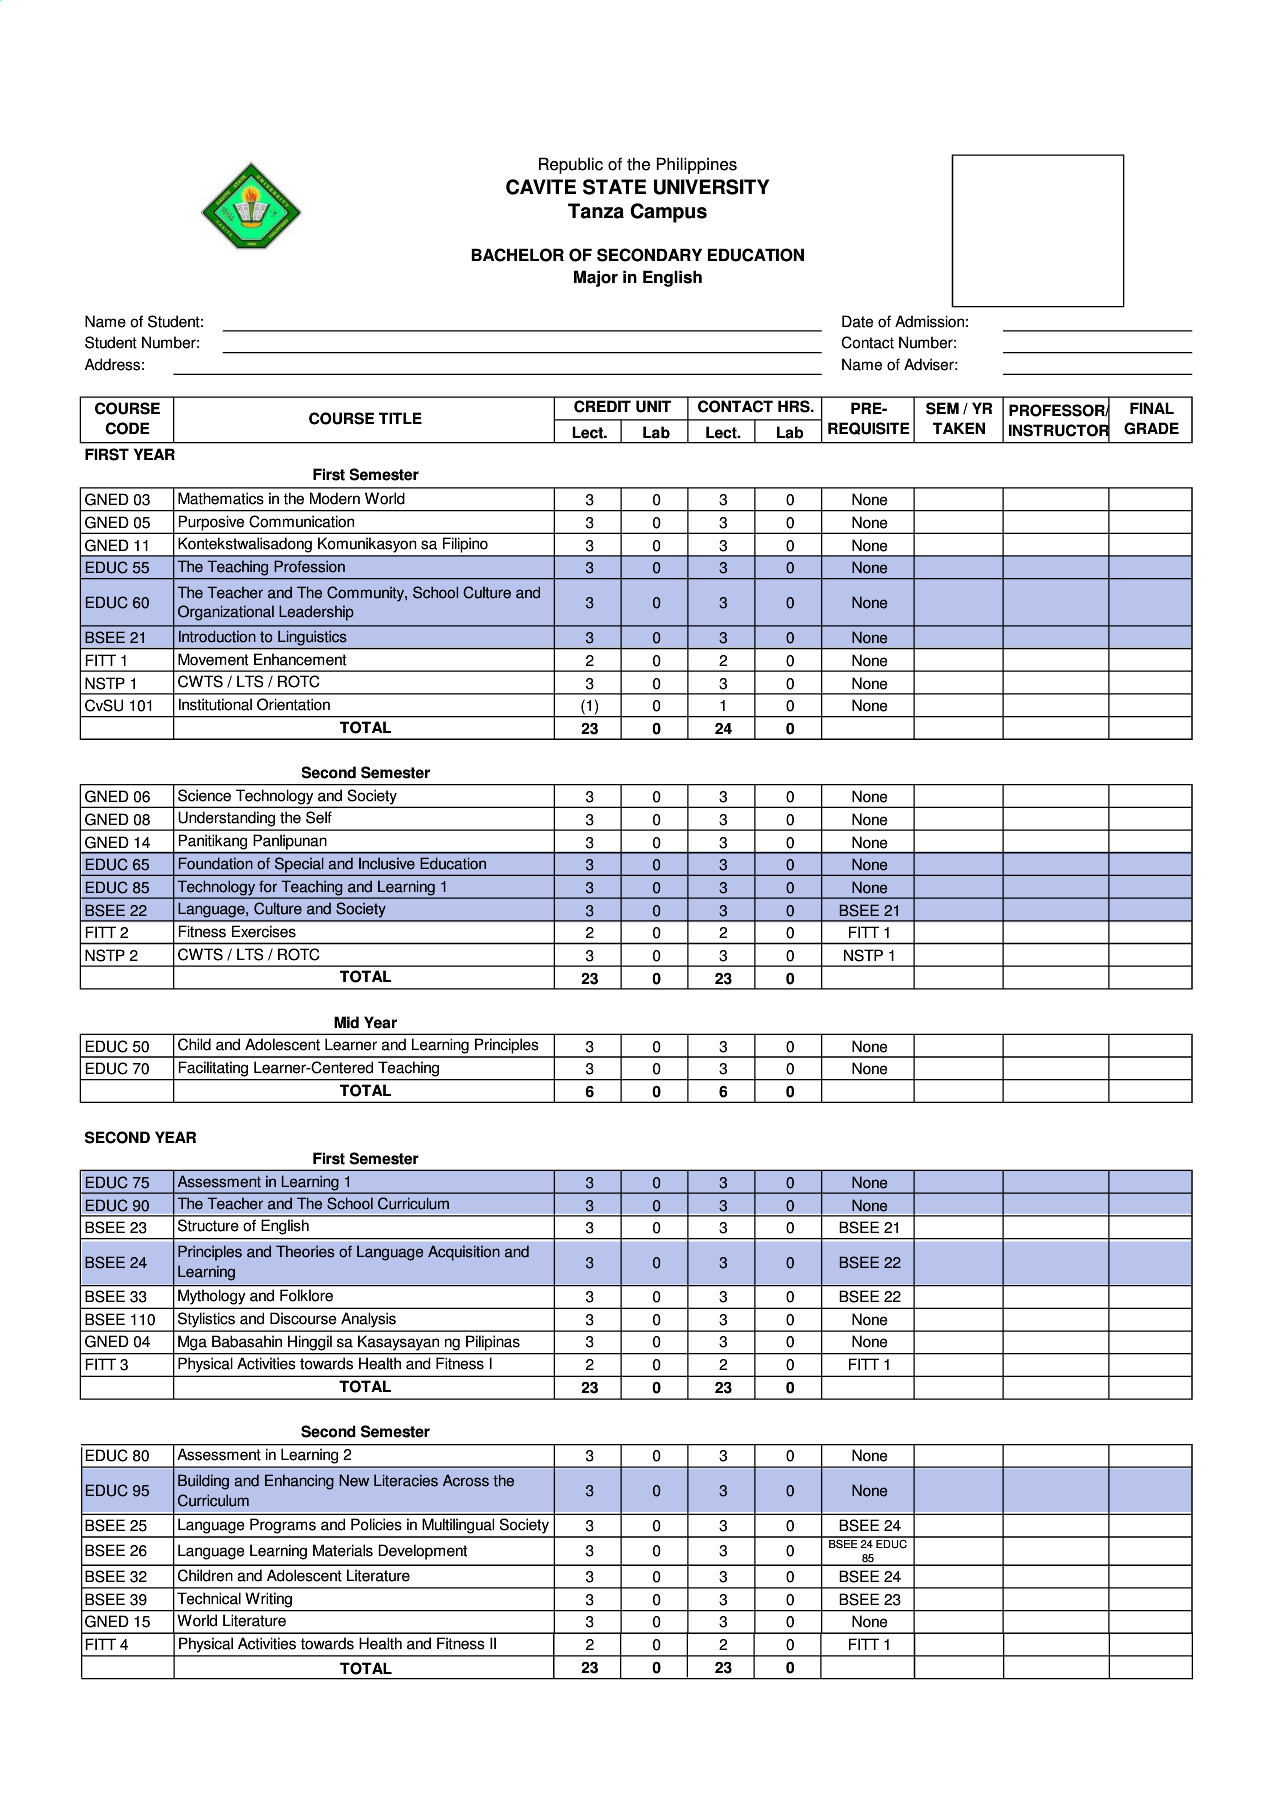 Republic of the Philippines
CAVITE STATE UNIVERSITY
Tanza Campus
BACHELOR OF SECONDARY EDUCATION
Major in English
Name of Student:
Date of Admission:
Student Number:
Contact Number:
Address:
Name of Adviser:
COURSE CODE COURSE TITLE CREDIT UNIT CONTACT HRS. PRE-REQUISITE SEM / YR TAKEN PROFESSOR/ INSTRUCTOR FINAL GRADE
Lect. Lab Lect. Lab
FIRST YEAR
First Semester
GNED 03 Mathematics in the Modern World 3 0 3 0 None
GNED 05 Purposive Communication 3 0 3 0 None
GNED 11 Kontekstwalisadong Komunikasyon sa Filipino 3 0 3 0 None
EDUC 55 The Teaching Profession 3 0 3 0 None
EDUC 60 The Teacher and The Community, School Culture and Organizational Leadership 3 0 3 0 None
BSEE 21 Introduction to Linguistics 3 0 3 0 None
FITT 1 Movement Enhancement 2 0 2 0 None
NSTP 1 CWTS / LTS / ROTC 3 0 3 0 None
CvSU 101 Institutional Orientation (1) 0 1 0 None
TOTAL 23 0 24 0
Second Semester
GNED 06 Science Technology and Society 3 0 3 0 None
GNED 08 Understanding the Self 3 0 3 0 None
GNED 14 Panitikang Panlipunan 3 0 3 0 None
EDUC 65 Foundation of Special and Inclusive Education 3 0 3 0 None
EDUC 85 Technology for Teaching and Learning 1 3 0 3 0 None
BSEE 22 Language, Culture and Society 3 0 3 0 BSEE 21
FITT 2 Fitness Exercises 2 0 2 0 FITT 1
NSTP 2 CWTS / LTS / ROTC 3 0 3 0 NSTP 1
TOTAL 23 0 23 0
Mid Year
EDUC 50 Child and Adolescent Learner and Learning Principles 3 0 3 0 None
EDUC 70 Facilitating Learner-Centered Teaching 3 0 3 0 None
TOTAL 6 0 6 0
SECOND YEAR
First Semester
EDUC 75 Assessment in Learning 1 3 0 3 0 None
EDUC 90 The Teacher and The School Curriculum 3 0 3 0 None
BSEE 23 Structure of English 3 0 3 0 BSEE 21
BSEE 24 Principles and Theories of Language Acquisition and Learning 3 0 3 0 BSEE 22
BSEE 33 Mythology and Folklore 3 0 3 0 BSEE 22
BSEE 110 Stylistics and Discourse Analysis 3 0 3 0 None
GNED 04 Mga Babasahin Hinggil sa Kasaysayan ng Pilipinas 3 0 3 0 None
FITT 3 Physical Activities towards Health and Fitness I 2 0 2 0 FITT 1
TOTAL 23 0 23 0
Second Semester
EDUC 80 Assessment in Learning 2 3 0 3 0 None
EDUC 95 Building and Enhancing New Literacies Across the Curriculum 3 0 3 0 None
BSEE 25 Language Programs and Policies in Multilingual Society 3 0 3 0 BSEE 24
BSEE 26 Language Learning Materials Development 3 0 3 0 BSEE 24 EDUC 85
BSEE 32 Children and Adolescent Literature 3 0 3 0 BSEE 24
BSEE 39 Technical Writing 3 0 3 0 BSEE 23
GNED 15 World Literature 3 0 3 0 None
FITT 4 Physical Activities towards Health and Fitness II 2 0 2 0 FITT 1
TOTAL 23 0 23 0